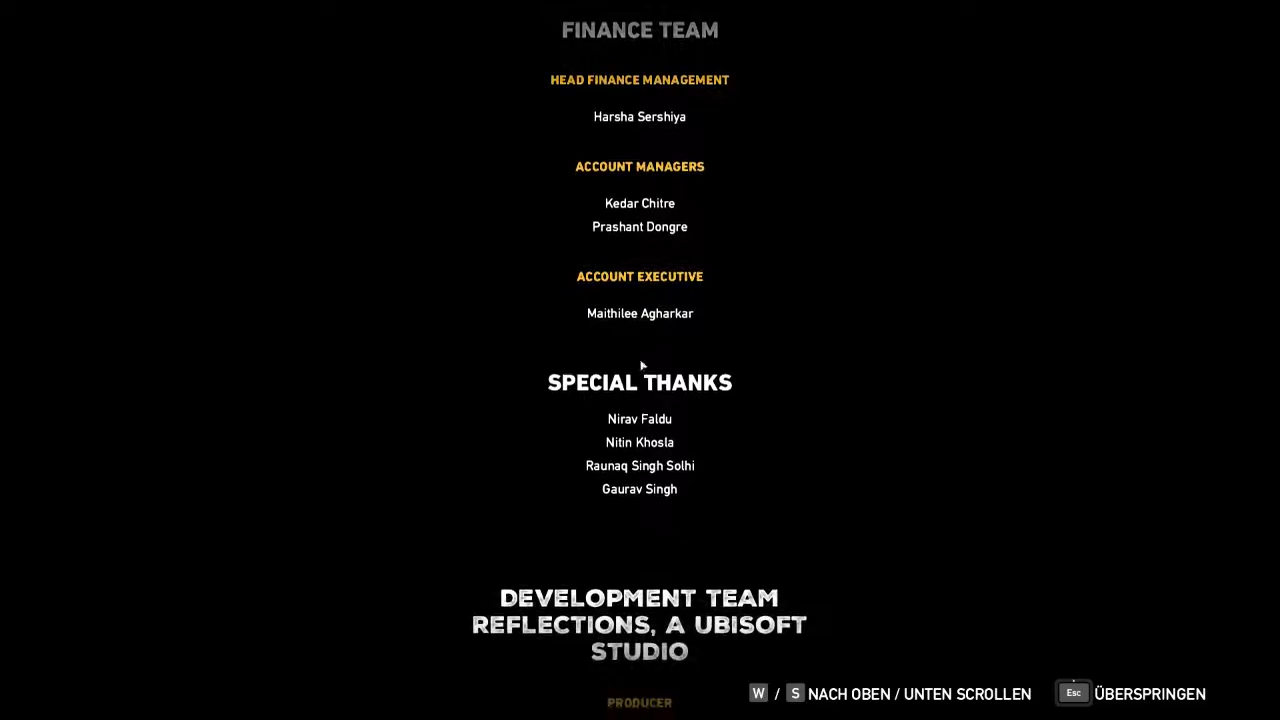 FINANCE TEAM
HEAD FINANCE MANAGEMENT
Harsha Sershiya
ACCOUNT MANAGERS
Kedar Chitre
Prashant Dongre
ACCOUNT EXECUTIVE
Maithilee Agharkar
SPECIAL THANKS
Nirav Faldu
Nitin Khosla
Raunaq Singh Solhi
Gaurav Singh
DEVELOPMENT TEAM
REFLECTIONS, A UBISOFT
STUDIO
PRODUCER
W / S NACH OBEN / UNTEN SCROLLEN Esc ÜBERSPRINGEN